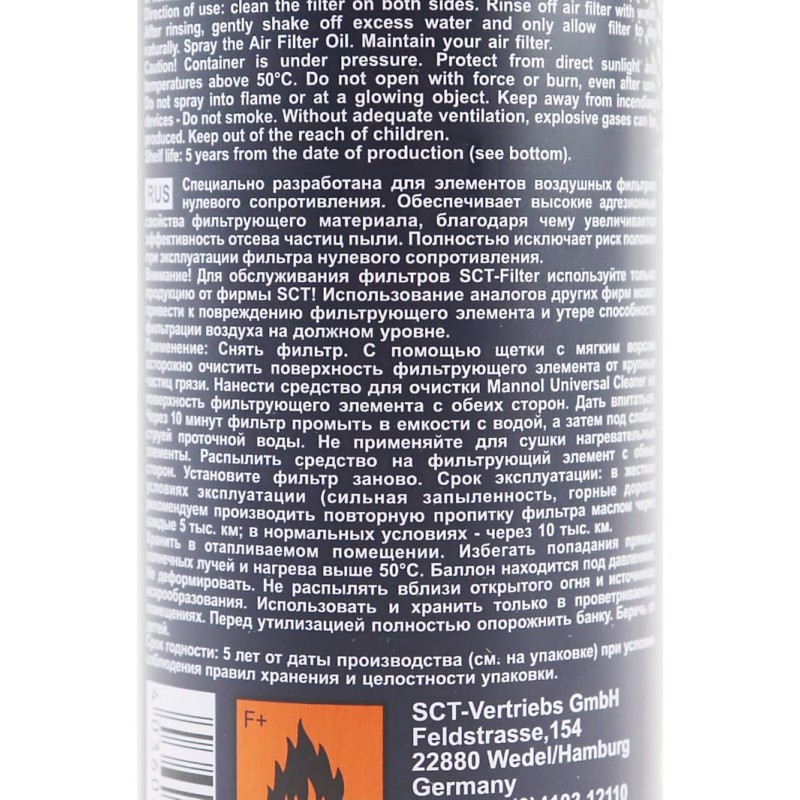 Direction of use: clean the filter on both sides. Rinse off air filter with
After rinsing, gently shake off excess water and only allow filter to
naturally. Spray the Air Filter Oil. Maintain your air filter.
Caution! Container is under pressure. Protect from direct sunlight
temperatures above 50°C. Do not open with force or burn, even after
Do not spray into flame or at a glowing object. Keep away from
devices - Do not smoke. Without adequate ventilation, explosive gases can be
produced. Keep out of the reach of children.
Shelf life: 5 years from the date of production (see bottom).
RUS Специально разработана для элементов воздушных фильтров
нулевого сопротивления. Обеспечивает высокие адгезионные
свойства фильтрующего материала, благодаря чему увеличивается
эффективность отсева частиц пыли. Полностью исключает риск
при эксплуатации фильтра нулевого сопротивления.
Внимание! Для обслуживания фильтров SCT-Filter используйте только
продукцию от фирмы SCT! Использование аналогов других фирм может
привести к повреждению фильтрующего элемента и утере способности
фильтрации воздуха на должном уровне.
Применение: Снять фильтр. С помощью щетки с мягким ворсом
осторожно очистить поверхность фильтрующего элемента от крупных
частиц грязи. Нанести средство для очистки Mannol Universal Cleaner на
поверхность фильтрующего элемента с обеих сторон. Дать впитаться.
Через 10 минут фильтр промыть в емкости с водой, а затем под слабой
струей проточной воды. Не применяйте для сушки нагревательные
элементы. Распылить средство на фильтрующий элемент с обеих
сторон. Установите фильтр заново. Срок эксплуатации: в жестких
условиях эксплуатации (сильная запыленность, горные дороги)
рекомендуем производить повторную пропитку фильтра маслом через
каждые 5 тыс. км; в нормальных условиях - через 10 тыс. км.
Хранить в отапливаемом помещении. Избегать попадания прямых
солнечных лучей и нагрева выше 50°C. Баллон находится под давлением.
Не деформировать. Не распылять вблизи открытого огня и источников
искрообразования. Использовать и хранить только в проветриваемых
помещениях. Перед утилизацией полностью опорожнить банку. Беречь от
детей.
Срок годности: 5 лет от даты производства (см. на упаковке) при условии
соблюдения правил хранения и целостности упаковки.
F+
SCT-Vertriebs GmbH
Feldstrasse,154
22880 Wedel/Hamburg
Germany